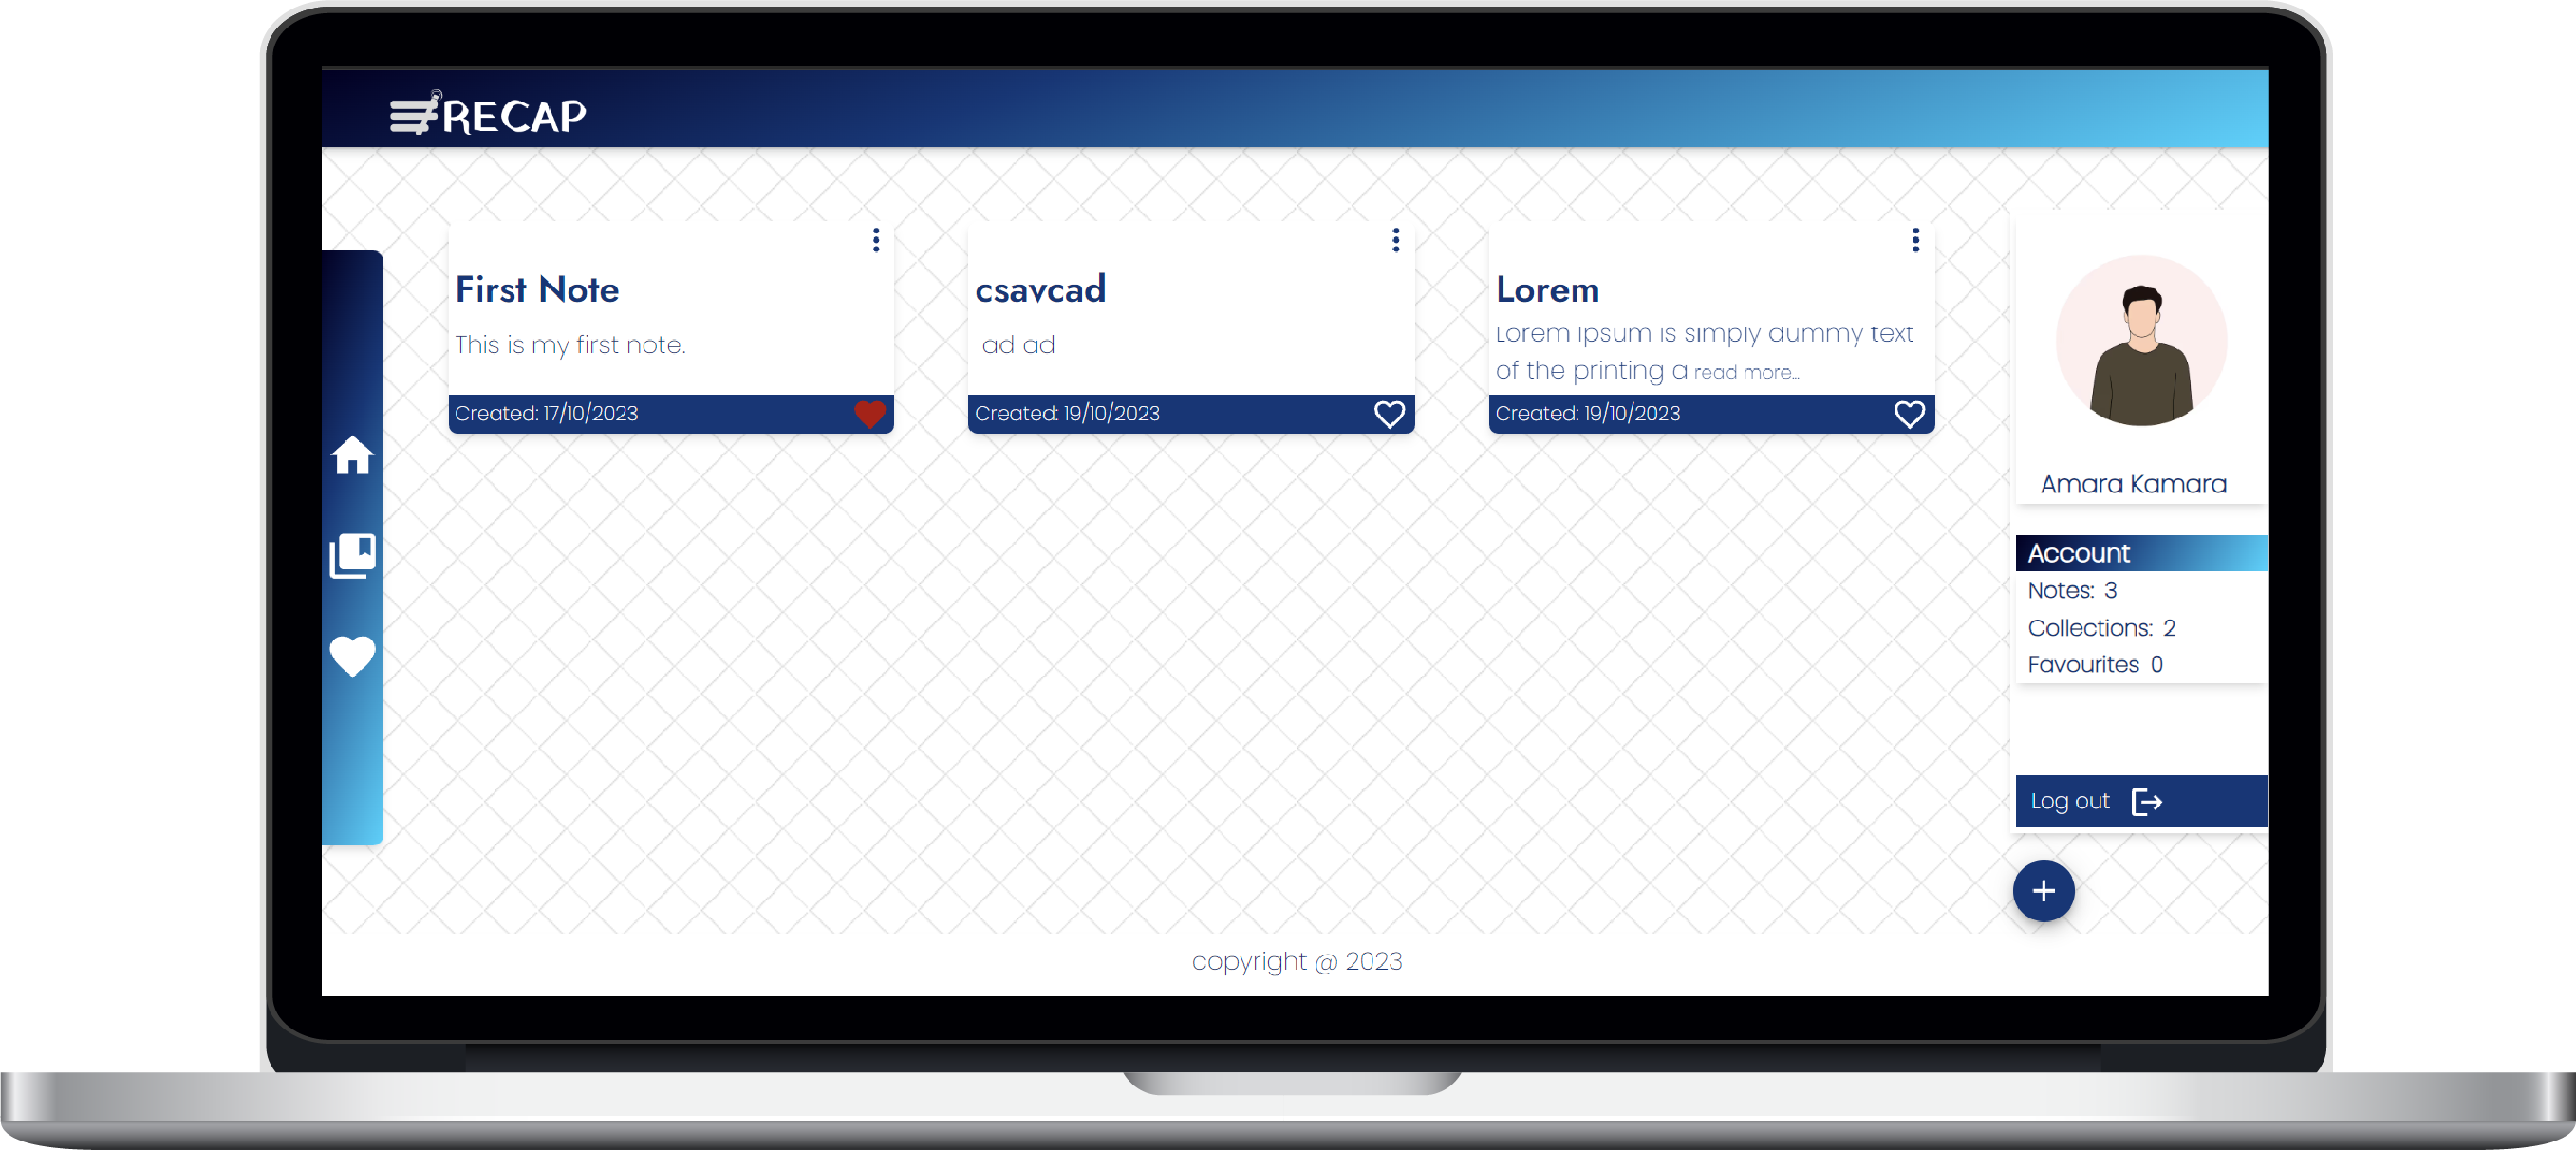 RECAP
First Note
This is my first note.
Created: 17/10/2023
csavcad
ad ad
Created: 19/10/2023
Lorem
Lorem Ipsum is simply dummy text
of the printing a read more...
Created: 19/10/2023
Amara Kamara
Account
Notes: 3
Collections: 2
Favourites 0
Log out
copyright @ 2023